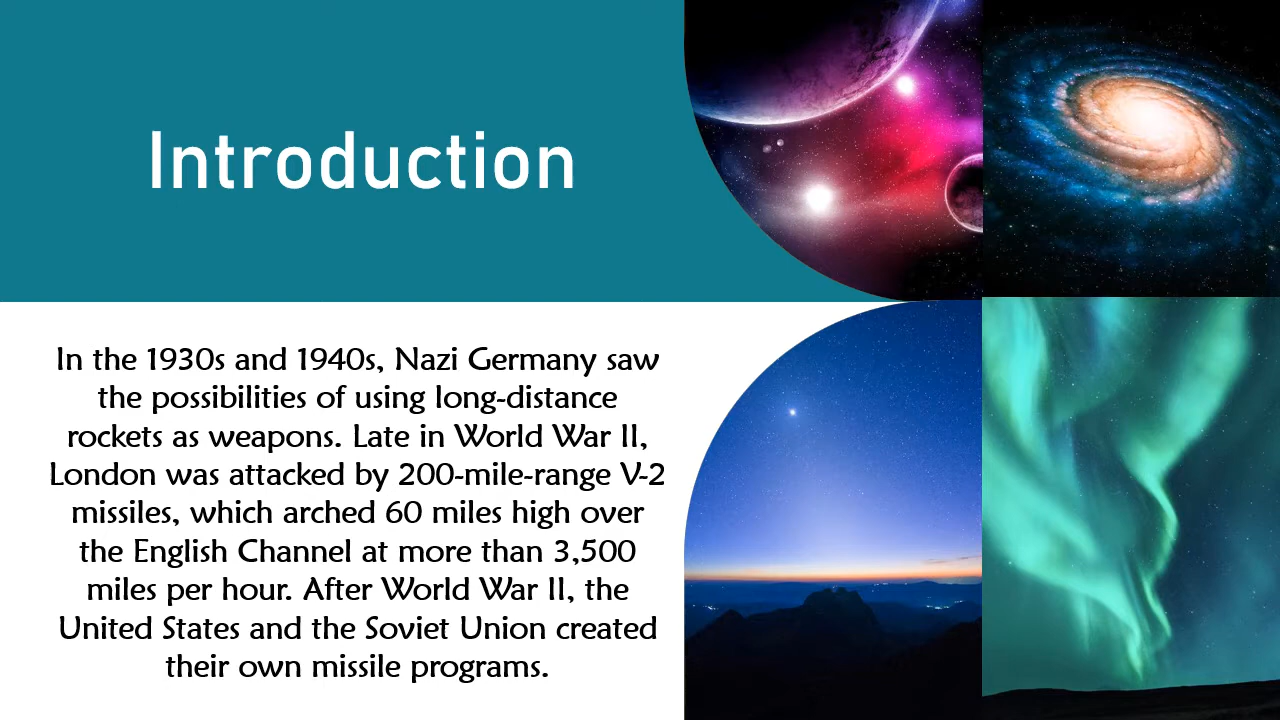 Introduction
In the 1930s and 1940s, Nazi Germany saw
the possibilities of using long-distance
rockets as weapons. Late in World War II,
London was attacked by 200-mile-range V-2
missiles, which arched 60 miles high over
the English Channel at more than 3,500
miles per hour. After World War II, the
United States and the Soviet Union created
their own missile programs.